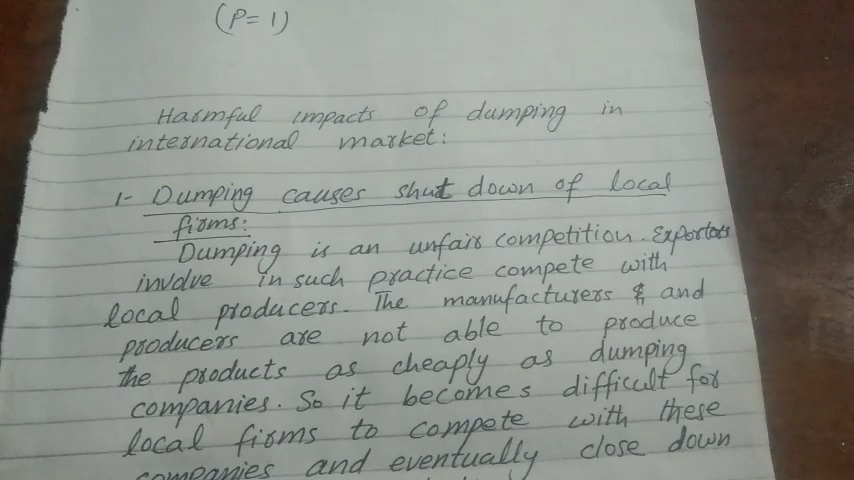 (P=1)
Harmful impacts of dumping in
international market:
1- Dumping causes shut down of local
firms:
Dumping is an unfair competition. Exportors
involve in such practice compete with
local producers. The manufacturers & and
producers are not able to produce
the products as cheaply as dumping
companies. So it becomes difficult for
local firms to compete with these
companies and eventually close down